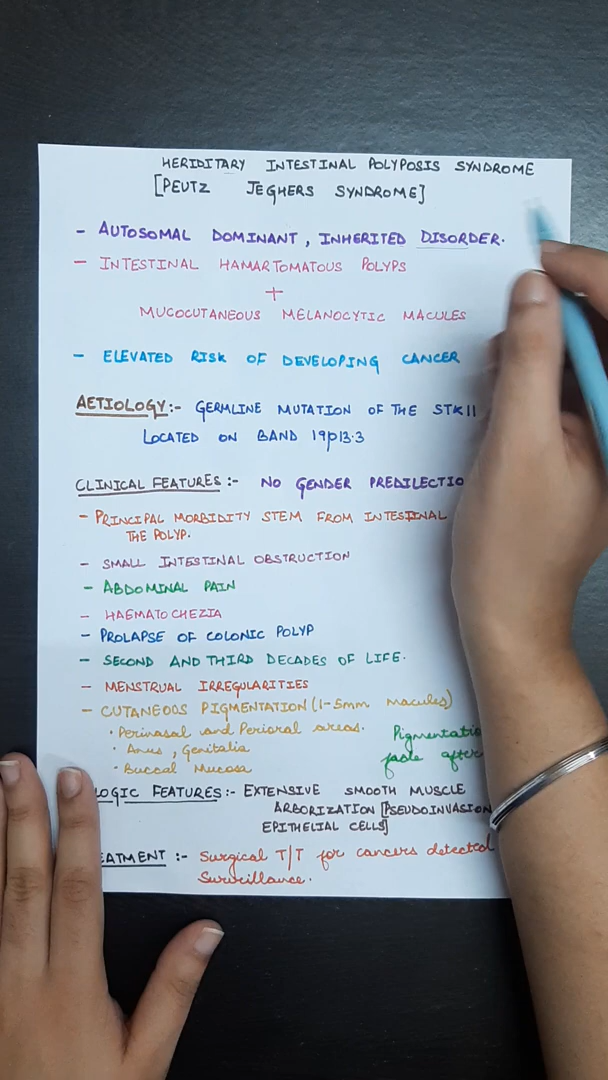 HERIDITARY INTESTINAL POLYPOSIS SYNDROME
[PEUTZ JEGHERS SYNDROME]
- AUTOSOMAL DOMINANT, INHERITED DISORDER.
- INTESTINAL HAMARTOMATOUS POLYPS
+
MUCOCUTANEOUS MELANOCYTIC MACULES
- ELEVATED RISK OF DEVELOPING CANCER
AETIOLOGY:- GERMLINE MUTATION OF THE STK11
LOCATED ON BAND 19p13.3
CLINICAL FEATURES:- NO GENDER PREDILECTIO
- PRINCIPAL MORBIDITY STEM FROM INTESTINAL
THE POLYP.
- SMALL INTESTINAL OBSTRUCTION
- ABDOMINAL PAIN
- HAEMATOCHEZIA
- PROLAPSE OF COLONIC POLYP
- SECOND AND THIRD DECADES OF LIFE.
- MENSTRUAL IRREGULARITIES
- CUTANEOUS PIGMENTATION (1-5mm macules)
• Perinasal and Perioral areas.
• Anus, Genitalia
• Buccal Mucosa
Pigmentatio
fade after
LOGIC FEATURES:- EXTENSIVE SMOOTH MUSCLE
ARBORIZATION [PSEUDOINVASION
EPITHELIAL CELLS]
EATMENT :- Surgical T/T for cancers detected
Surveillance.